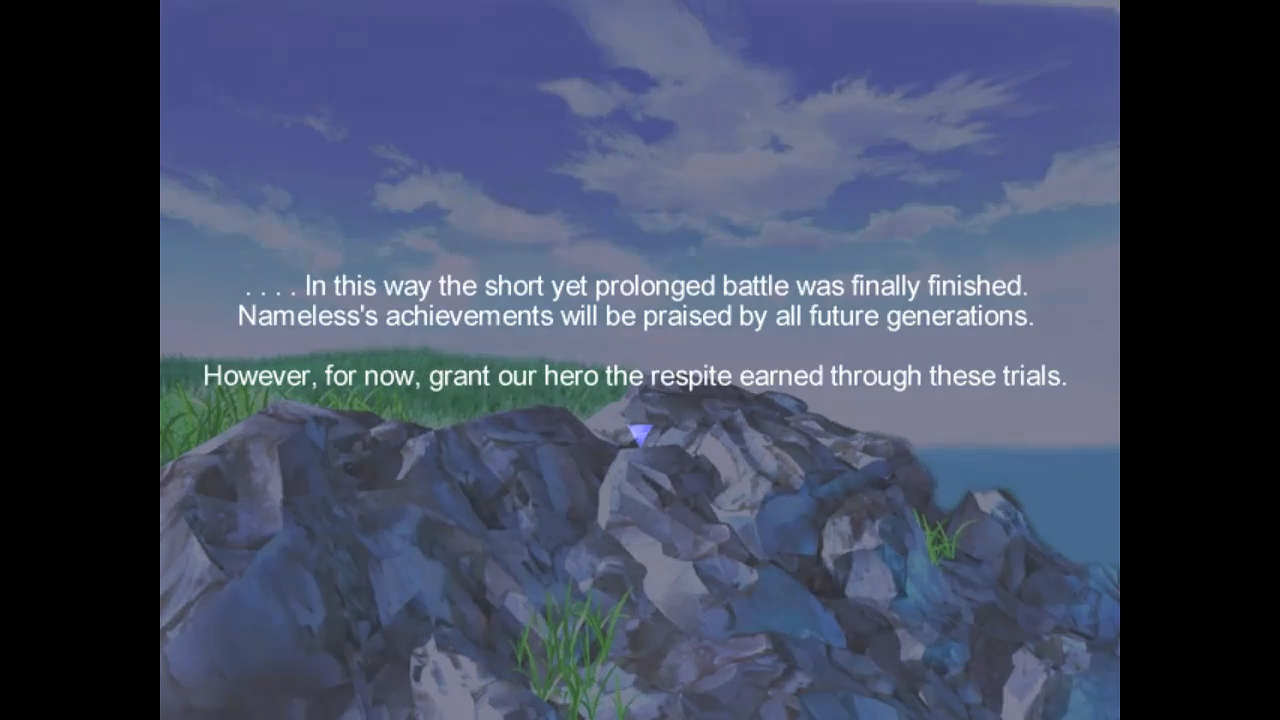 . . . . In this way the short yet prolonged battle was finally finished.
Nameless's achievements will be praised by all future generations.
However, for now, grant our hero the respite earned through these trials.